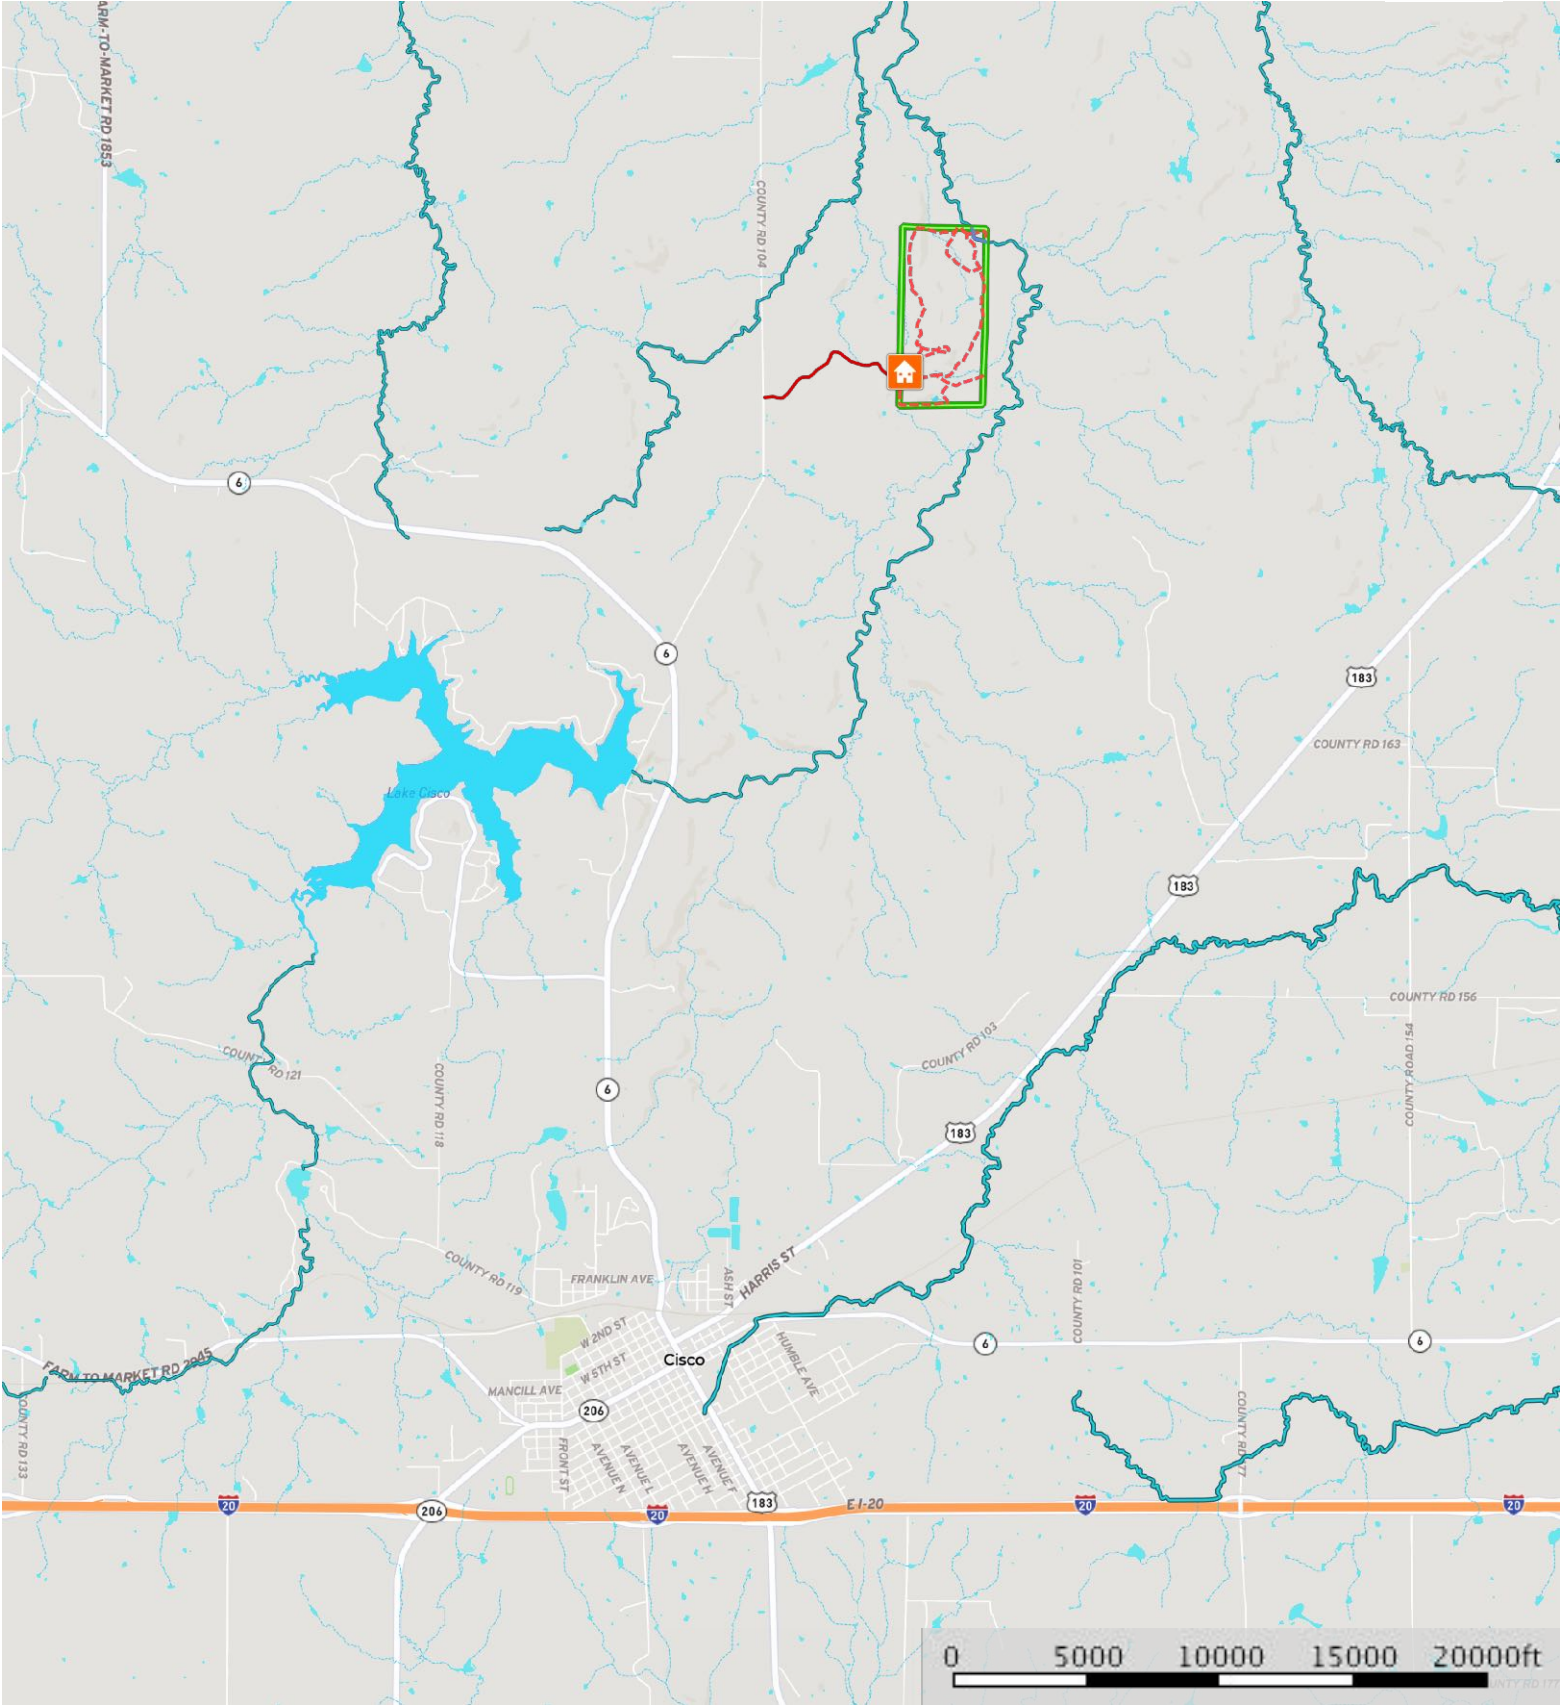 ARM-TO-MARKET RD 1853
COUNTY RD 104
6
6
183
COUNTY RD 163
Lake Cisco
183
COUNTY RD 156
COUNTY RD 103
COUNTY RD 121
COUNTY RD 118
COUNTY ROAD 154
6
183
COUNTY RD 119
FRANKLIN AVE
ASH ST
HARRIS ST
COUNTY RD 101
W 2ND ST
6
6
Cisco
HUMBLE AVE
FARM TO MARKET RD 2945
W 5TH ST
MANCILL AVE
206
COUNTY RD 133
COUNTY RD 177
FRONT ST
AVENUE N
AVENUE L
AVENUE H
AVENUE F
20
206
20
183
E I-20
20
20
0 5000 10000 15000 20000ft